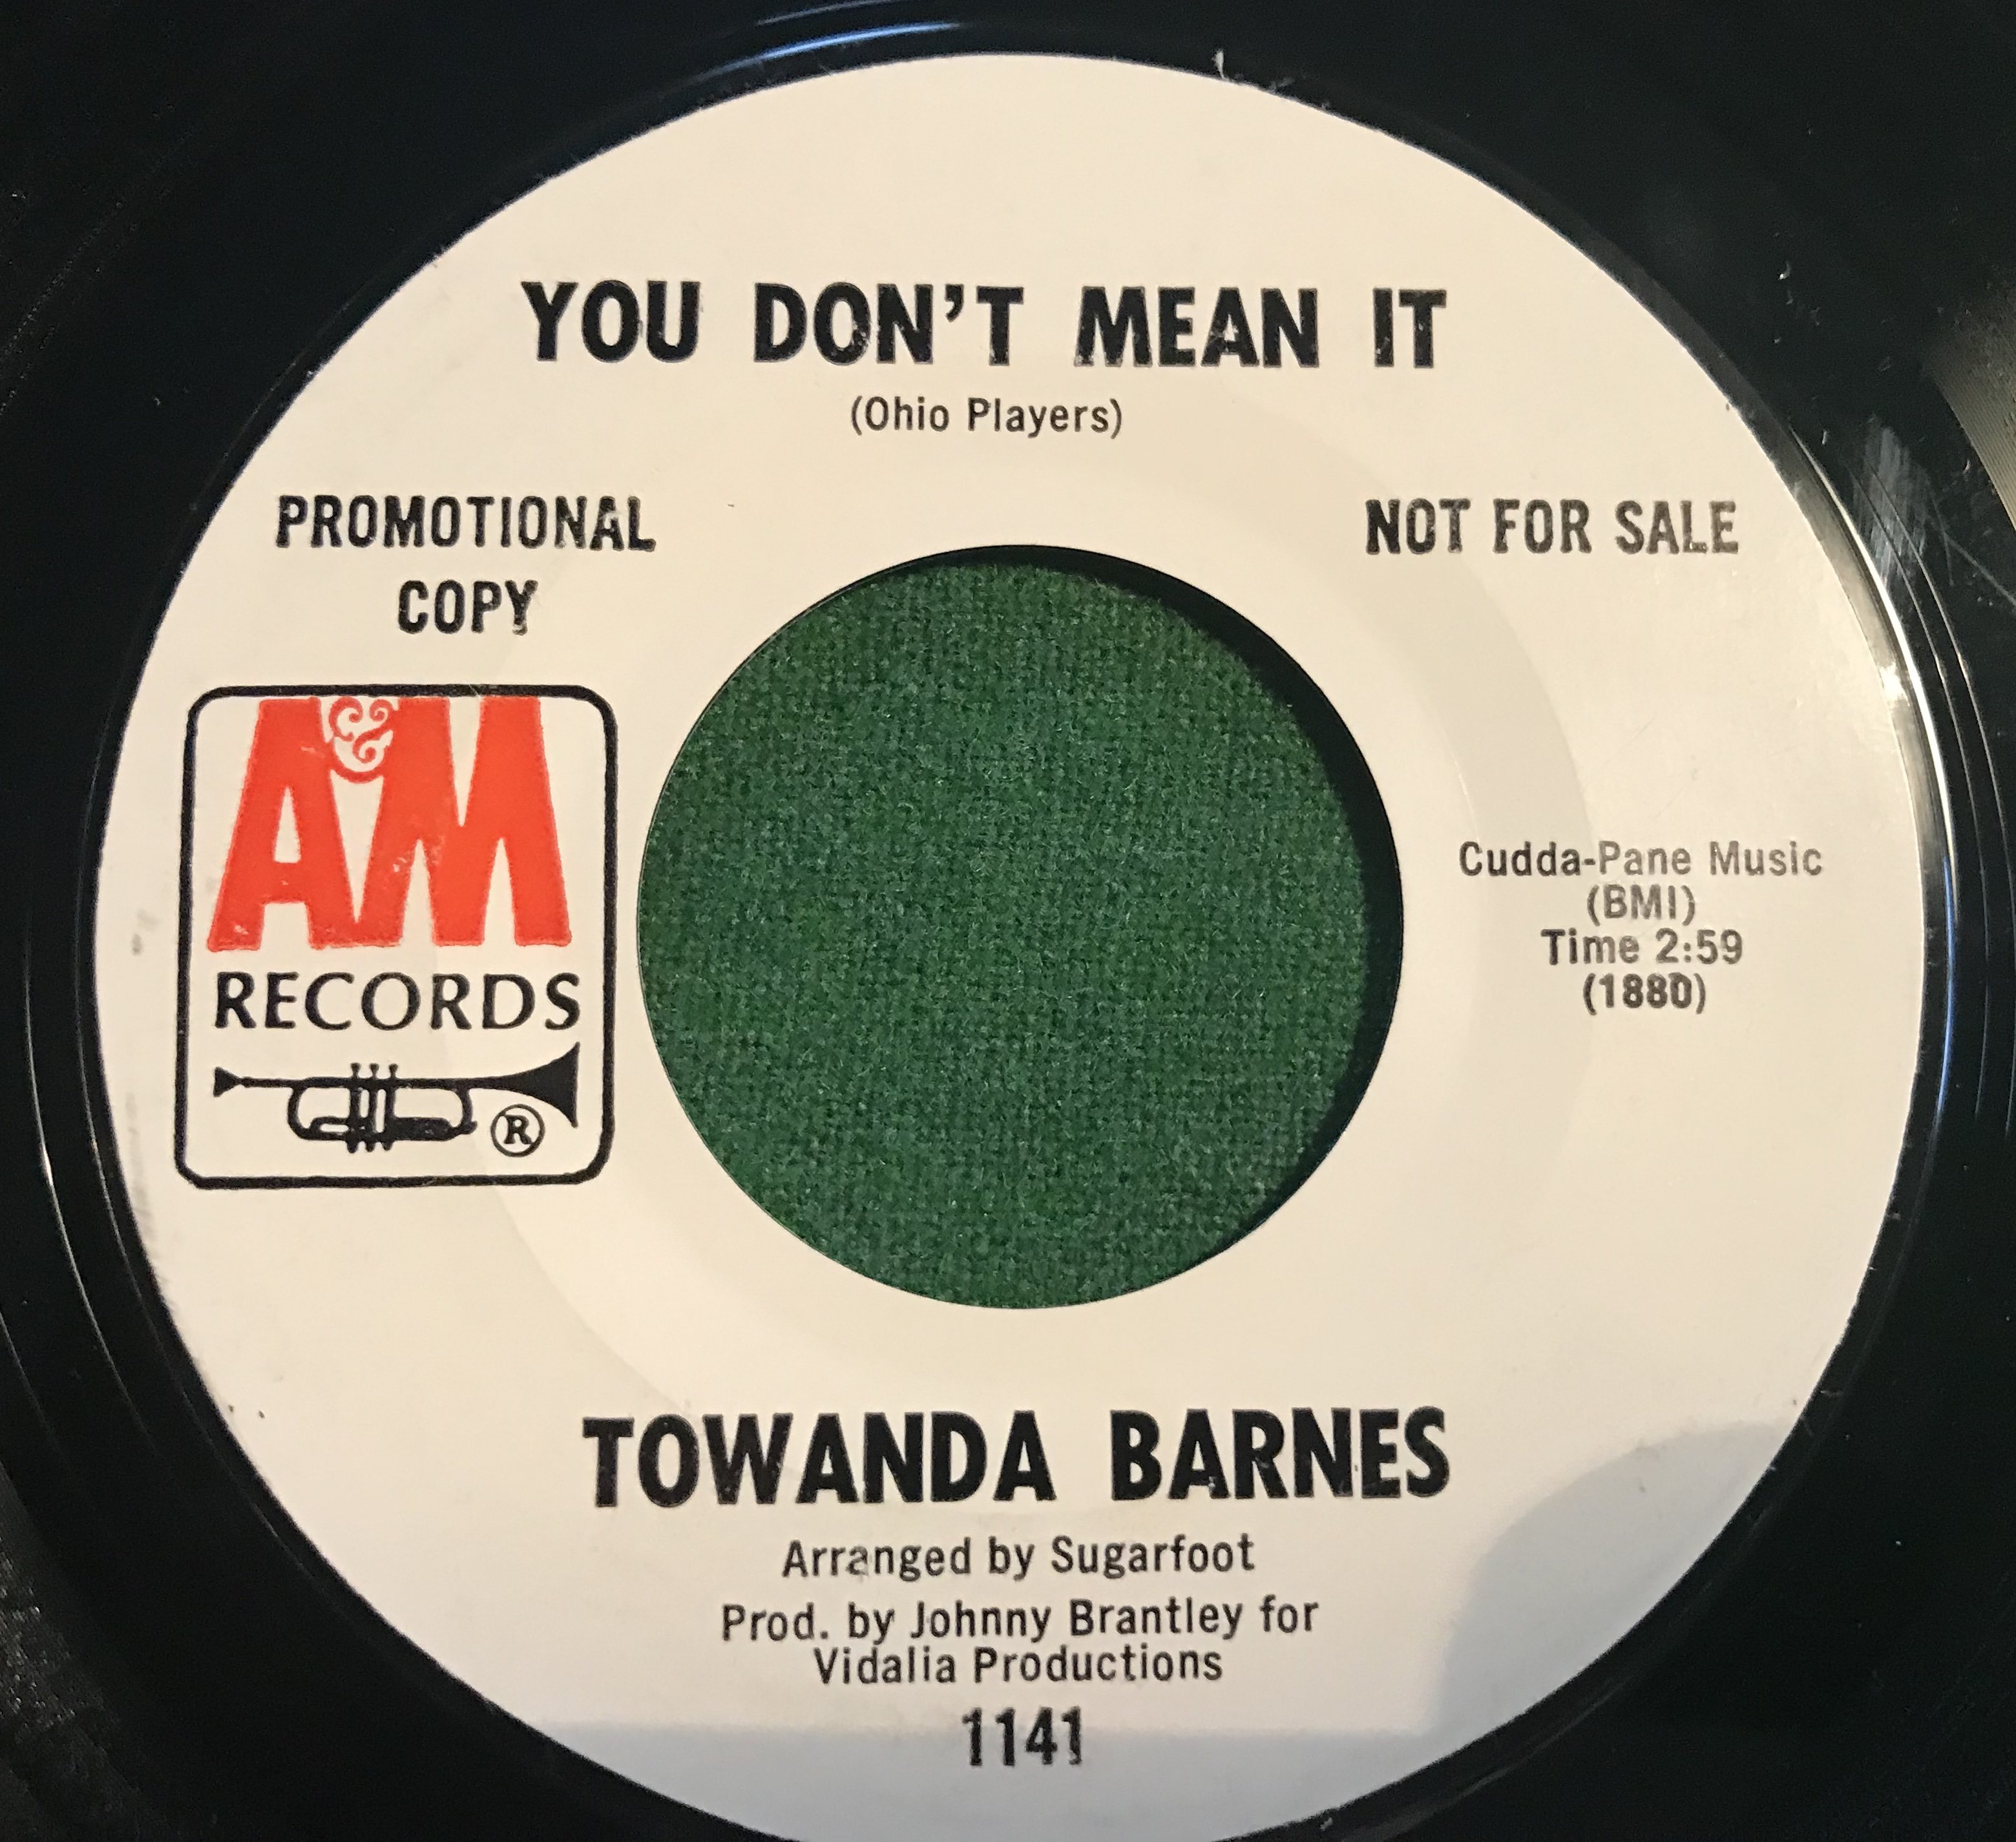 YOU DON'T MEAN IT
(Ohio Players)
PROMOTIONAL
COPY
NOT FOR SALE
A&M
RECORDS
®
Cudda-Pane Music
(BMI)
Time 2:59
(1880)
TOWANDA BARNES
Arranged by Sugarfoot
Prod. by Johnny Brantley for
Vidalia Productions
1141